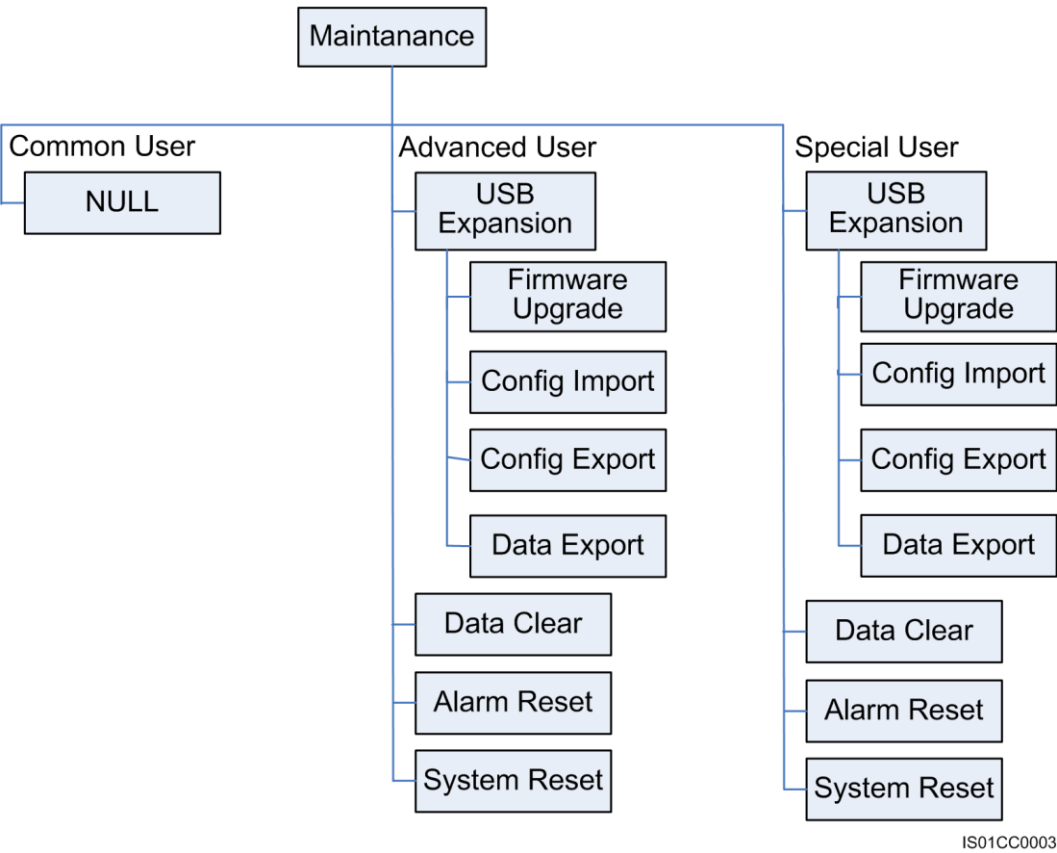 Maintanance
Common User
NULL
Advanced User
USB
Expansion
Firmware
Upgrade
Config Import
Config Export
Data Export
Data Clear
Alarm Reset
System Reset
Special User
USB
Expansion
Firmware
Upgrade
Config Import
Config Export
Data Export
Data Clear
Alarm Reset
System Reset
IS01CC0003